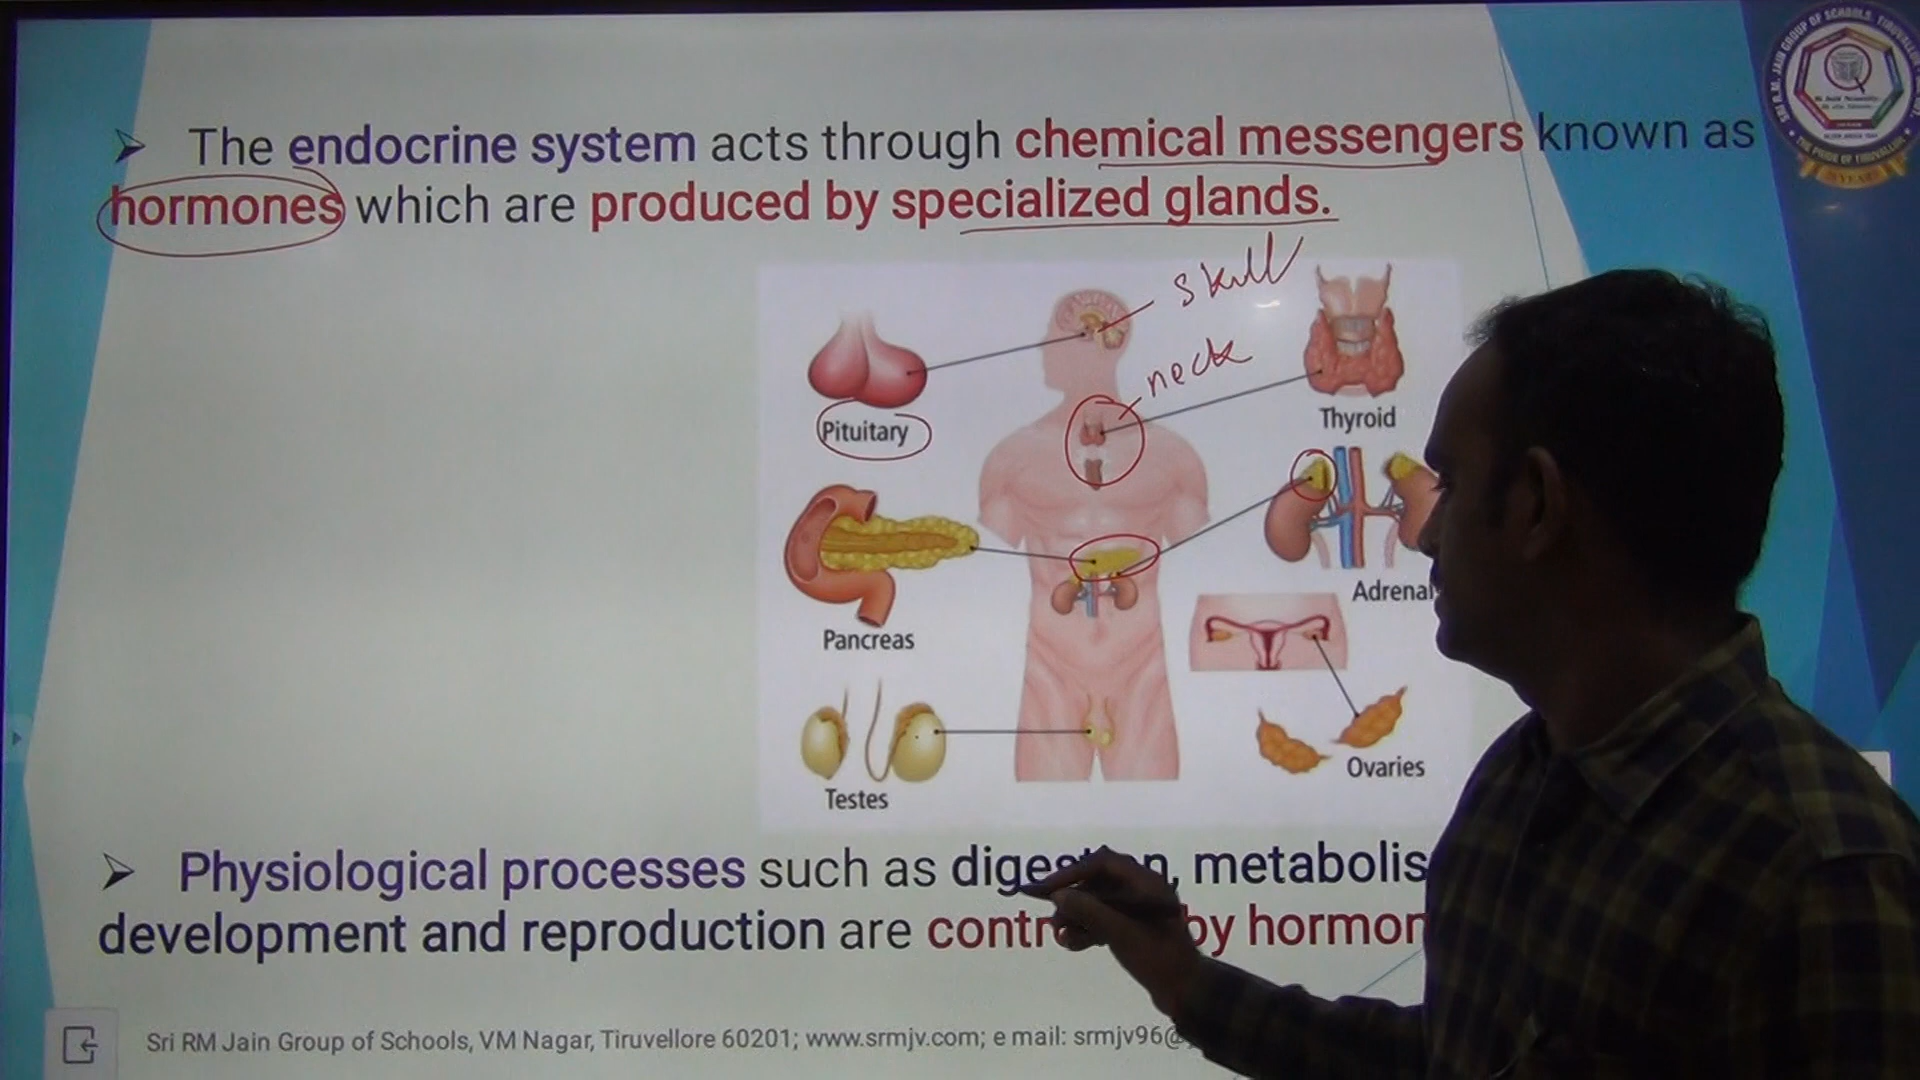 The endocrine system acts through chemical messengers known as
hormones which are produced by specialized glands.
skull
neck
Pituitary
Thyroid
Pancreas
Adrenal
Testes
Ovaries
Physiological processes such as metabolis
development and reproduction are by
Sri RM Jain Group of Schools, VM Nagar, Tiruvellore 60201; www.srmjv.com; e mail: srmjv96@